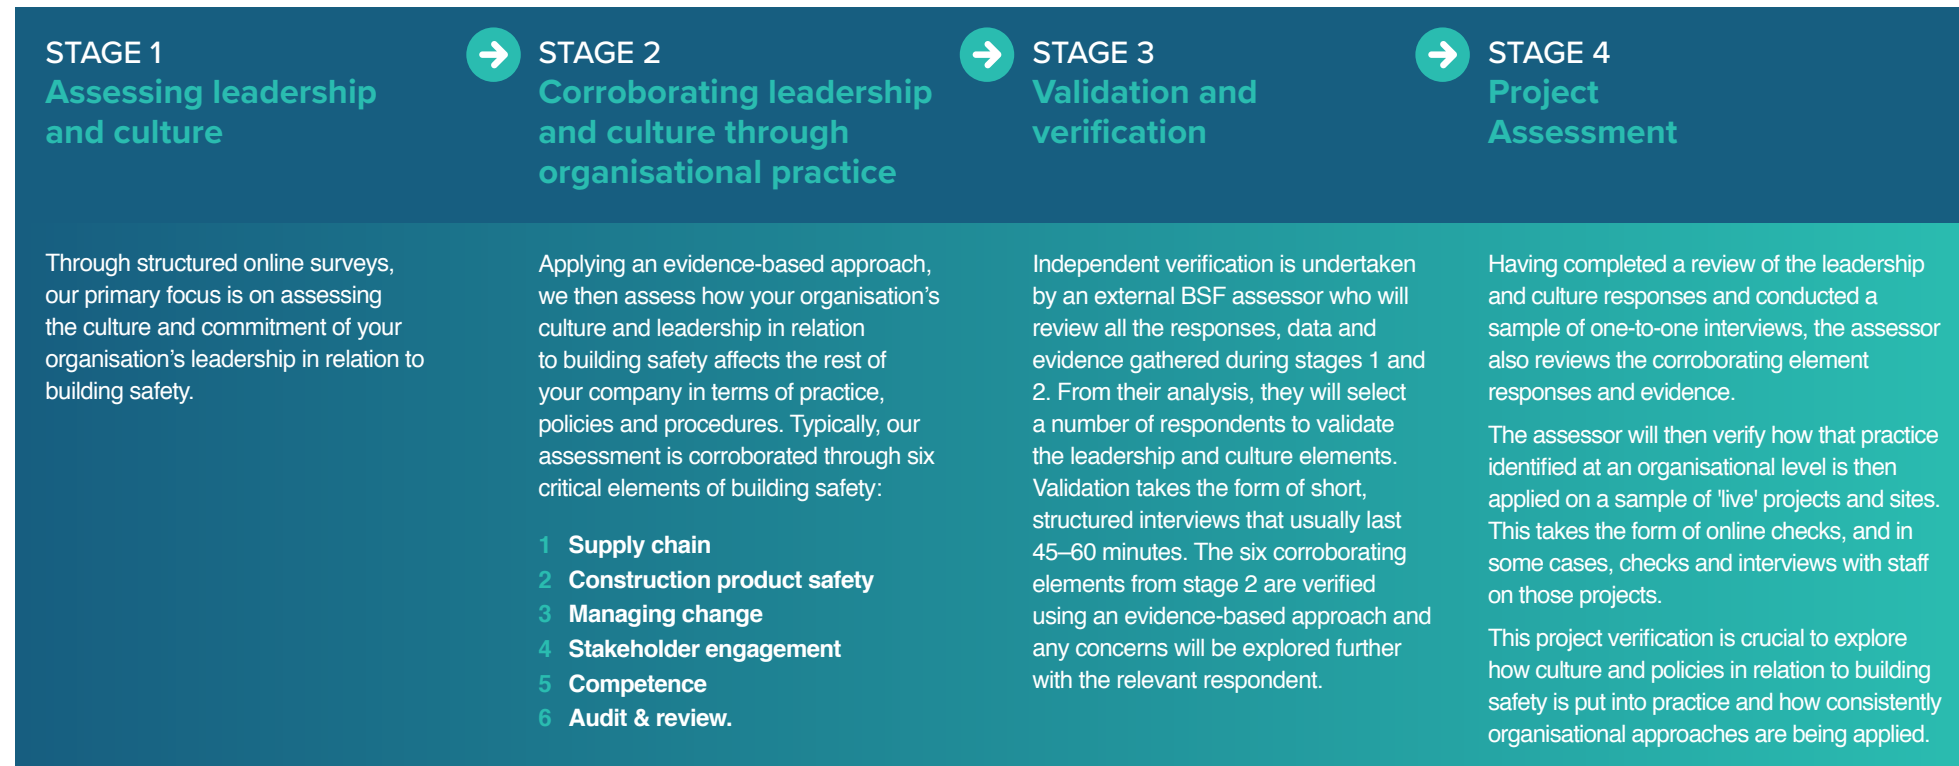 STAGE 1
Assessing leadership
and culture
Through structured online surveys,
our primary focus is on assessing
the culture and commitment of your
organisation’s leadership in relation to
building safety.
STAGE 2
Corroborating leadership
and culture through
organisational practice
Applying an evidence-based approach,
we then assess how your organisation’s
culture and leadership in relation
to building safety affects the rest of
your company in terms of practice,
policies and procedures. Typically, our
assessment is corroborated through six
critical elements of building safety:
1 Supply chain
2 Construction product safety
3 Managing change
4 Stakeholder engagement
5 Competence
6 Audit & review.
STAGE 3
Validation and
verification
Independent verification is undertaken
by an external BSF assessor who will
review all the responses, data and
evidence gathered during stages 1 and
2. From their analysis, they will select
a number of respondents to validate
the leadership and culture elements.
Validation takes the form of short,
structured interviews that usually last
45–60 minutes. The six corroborating
elements from stage 2 are verified
using an evidence-based approach and
any concerns will be explored further
with the relevant respondent.
STAGE 4
Project
Assessment
Having completed a review of the leadership
and culture responses and conducted a
sample of one-to-one interviews, the assessor
also reviews the corroborating element
responses and evidence.
The assessor will then verify how that practice
identified at an organisational level is then
applied on a sample of 'live' projects and sites.
This takes the form of online checks, and in
some cases, checks and interviews with staff
on those projects.
This project verification is crucial to explore
how culture and policies in relation to building
safety is put into practice and how consistently
organisational approaches are being applied.